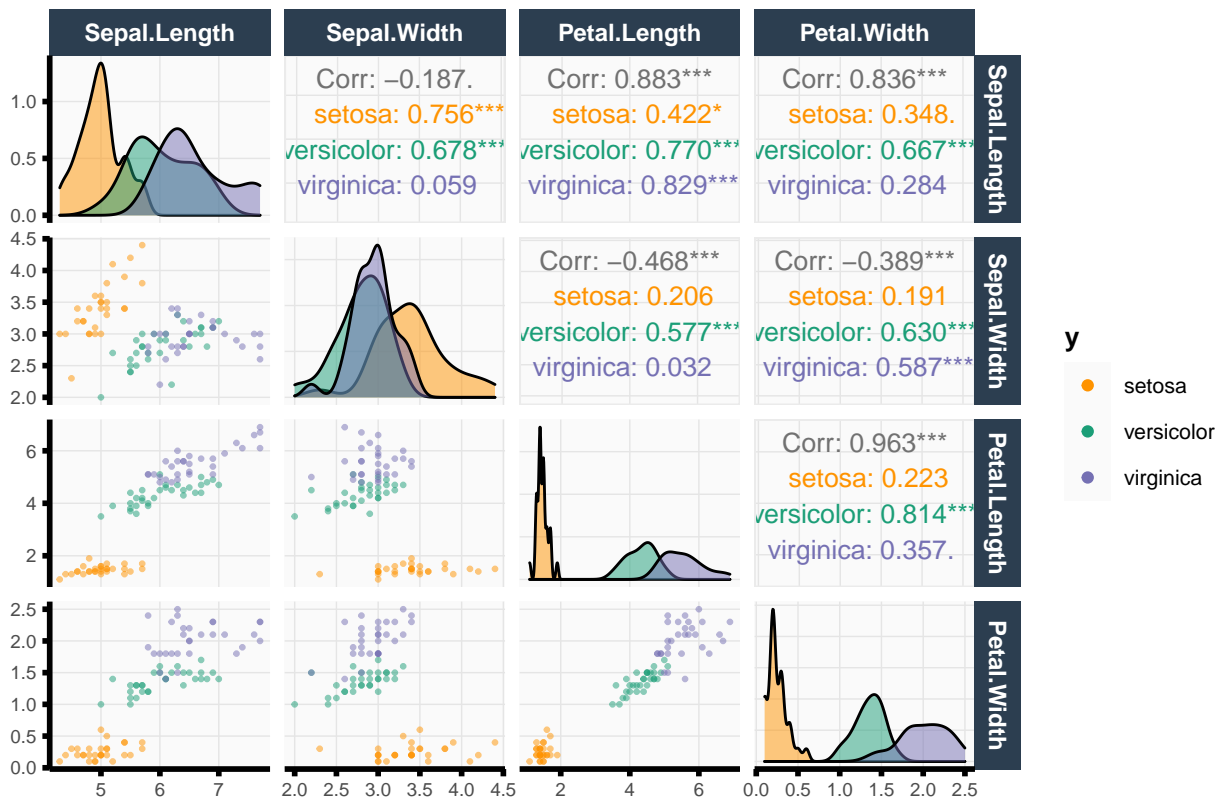 Sepal.Length Sepal.Width Petal.Length Petal.Width
Corr: −0.187. Corr: 0.883*** Corr: 0.836***
setosa: 0.756*** setosa: 0.422* setosa: 0.348.
versicolor: 0.678*** versicolor: 0.770*** versicolor: 0.667***
virginica: 0.059 virginica: 0.829*** virginica: 0.284
Sepal.Length
1.0
0.5
0.0
Corr: −0.468*** Corr: −0.389***
setosa: 0.206 setosa: 0.191
versicolor: 0.577*** versicolor: 0.630***
virginica: 0.032 virginica: 0.587***
Sepal.Width
4.5
4.0
3.5
3.0
2.5
2.0
Corr: 0.963***
setosa: 0.223
versicolor: 0.814***
virginica: 0.357.
Petal.Length
6
4
2
Petal.Width
2.5
2.0
1.5
1.0
0.5
0.0
5 6 7 2.0 2.5 3.0 3.5 4.0 4.5 2 4 6 0.0 0.5 1.0 1.5 2.0 2.5
y
setosa
versicolor
virginica